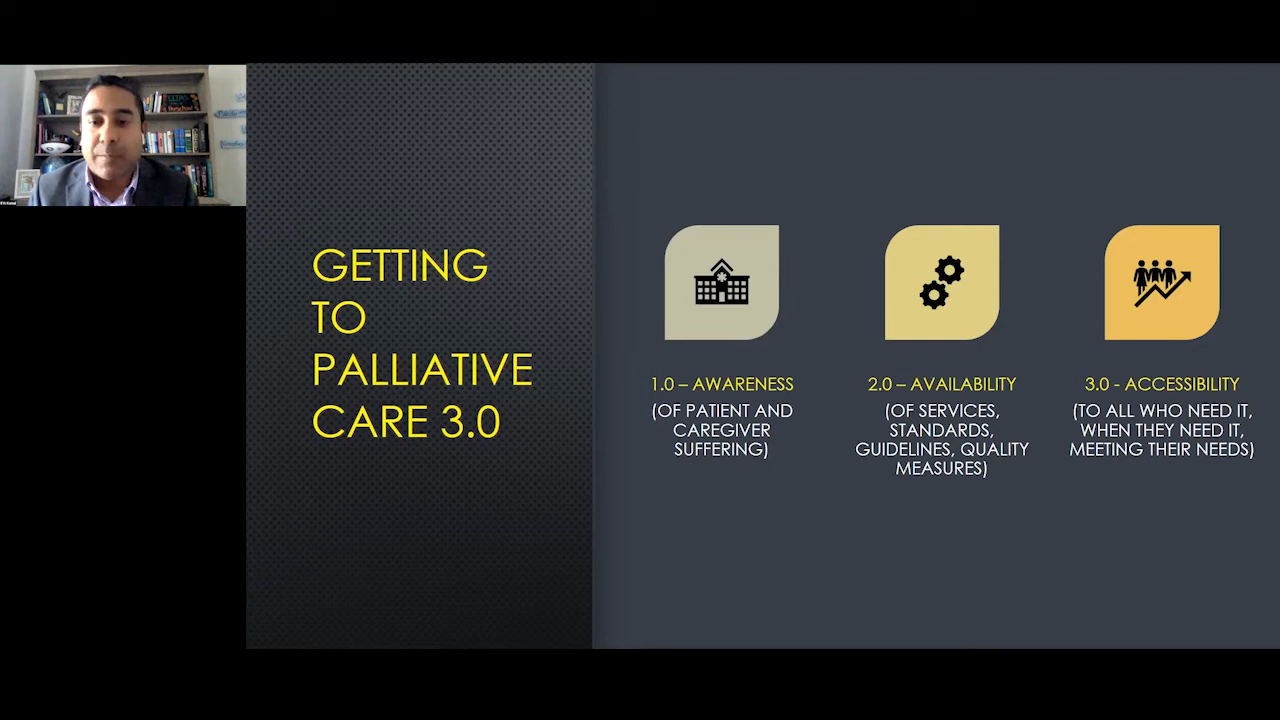 GETTING
TO
PALLIATIVE
CARE 3.0
1.0 – AWARENESS
(OF PATIENT AND
CAREGIVER
SUFFERING)
2.0 – AVAILABILITY
(OF SERVICES,
STANDARDS,
GUIDELINES, QUALITY
MEASURES)
3.0 - ACCESSIBILITY
(TO ALL WHO NEED IT,
WHEN THEY NEED IT,
MEETING THEIR NEEDS)